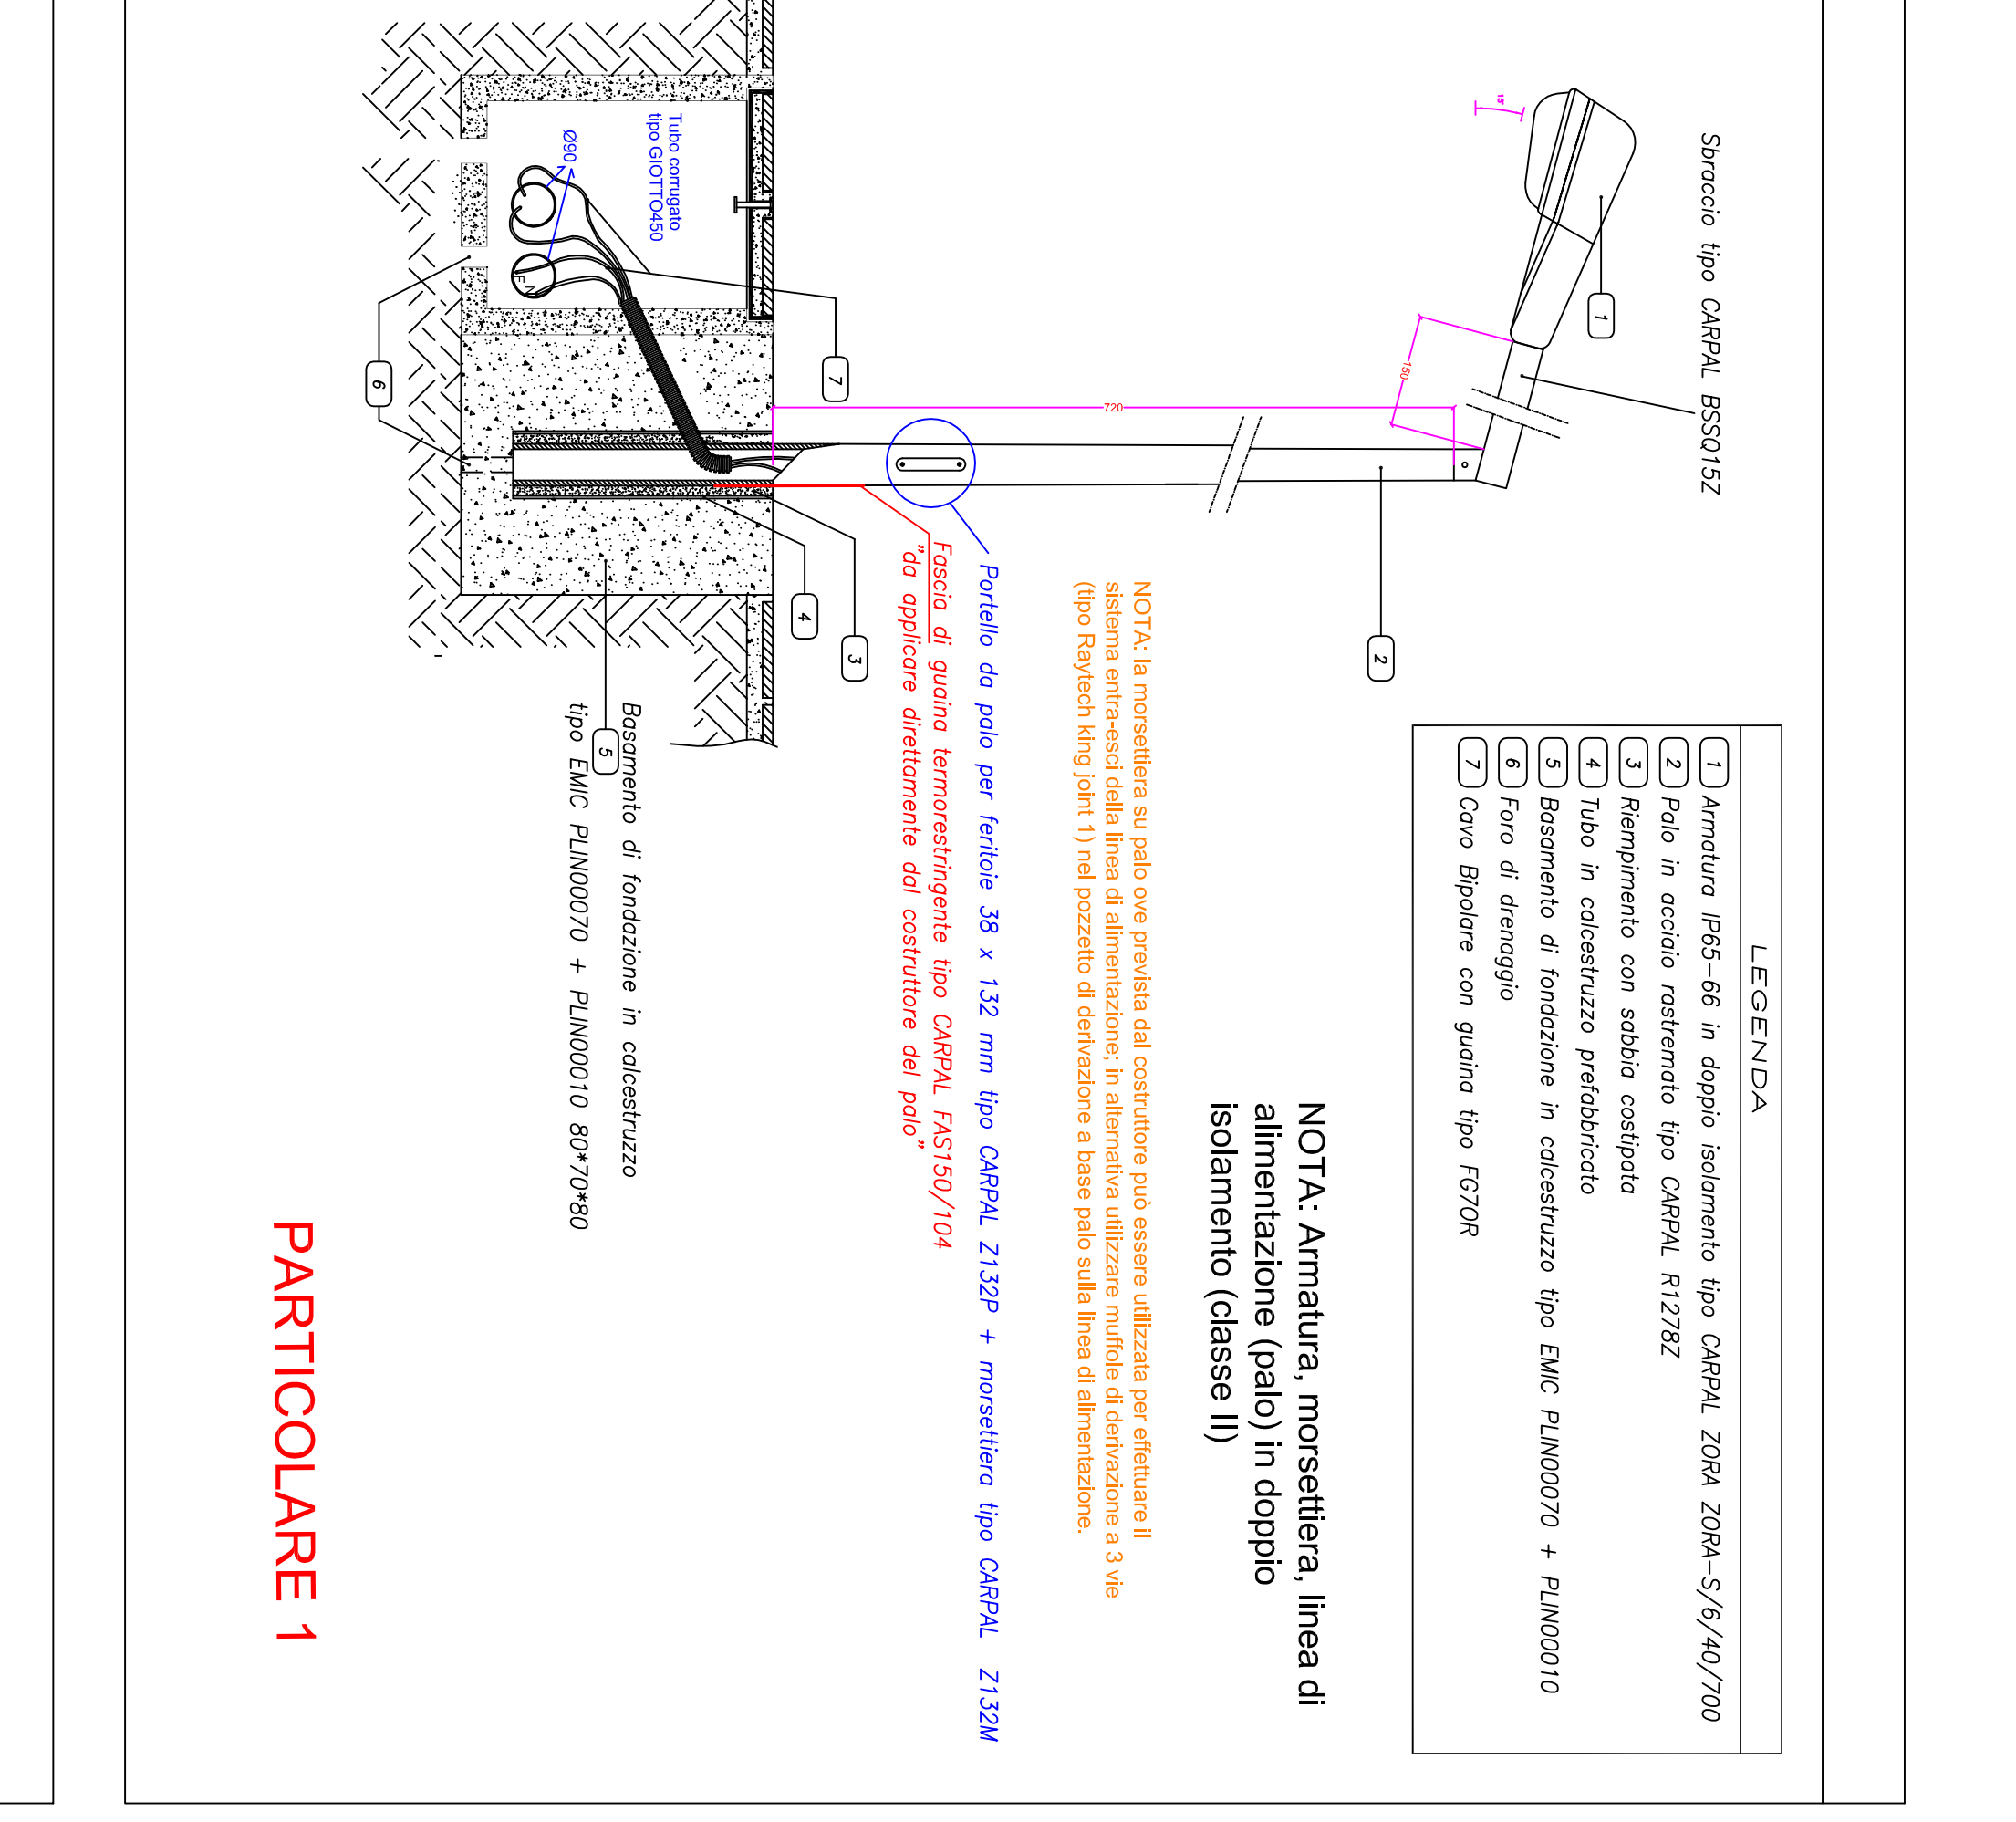 LEGENDA
1 Armatura IP65-66 in doppio isolamento tipo CARPAL ZORA ZORA-S/6/40/700
2 Palo in acciaio rastremato tipo CARPAL R1278Z
3 Riempimento con sabbia costipata
4 Tubo in calcestruzzo prefabbricato
5 Basamento di fondazione in calcestruzzo tipo EMIC PLIN00070 + PLIN00010
6 Foro di drenaggio
7 Cavo Bipolare con guaina tipo FG7OR
Sbraccio tipo CARPAL BSSQ15Z
15°
1
150
2
720
NOTA: Armatura, morsettiera, linea di
alimentazione (palo) in doppio
isolamento (classe II)
NOTA: la morsettiera su palo ove prevista dal costruttore può essere utilizzata per effettuare il
sistema entra-esci della linea di alimentazione; in alternativa utilizzare muffole di derivazione a 3 vie
(tipo Raytech king joint 1) nel pozzetto di derivazione a base palo sulla linea di alimentazione.
Portello da palo per feritoie 38 x 132 mm tipo CARPAL Z132P + morsettiera tipo CARPAL Z132M
Fascia di guaina termorestringente tipo CARPAL FAS150/104
"da applicare direttamente dal costruttore del palo"
7
3
4
Tubo corrugato
tipo GIOTTO450
Ø90
F
N
Basamento di fondazione in calcestruzzo
tipo EMIC PLIN00070 + PLIN00010 80*70*80
5
6
PARTICOLARE 1